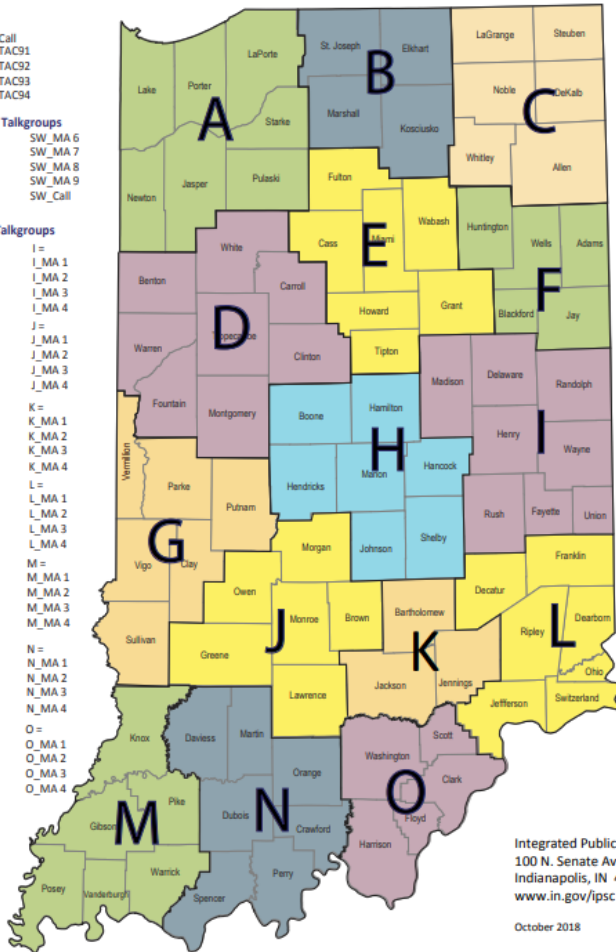 Call
TAC91
TAC92
TAC93
TAC94
Talkgroups
SW_MA 6
SW_MA 7
SW_MA 8
SW_MA 9
SW_Call
Talkgroups
I =
I_MA 1
I_MA 2
I_MA 3
I_MA 4
J =
J_MA 1
J_MA 2
J_MA 3
J_MA 4
K =
K_MA 1
K_MA 2
K_MA 3
K_MA 4
L =
L_MA 1
L_MA 2
L_MA 3
L_MA 4
M =
M_MA 1
M_MA 2
M_MA 3
M_MA 4
N =
N_MA 1
N_MA 2
N_MA 3
N_MA 4
O =
O_MA 1
O_MA 2
O_MA 3
O_MA 4
A
Lake
Porter
LaPorte
Starke
Newton
Jasper
Pulaski
B
St. Joseph
Elkhart
Marshall
Kosciusko
C
LaGrange
Steuben
Noble
DeKalb
Whitley
Allen
D
White
Benton
Carroll
Warren
Clinton
Fountain
Montgomery
E
Fulton
Miami
Wabash
Cass
Howard
Grant
Tipton
F
Huntington
Wells
Adams
Blackford
Jay
G
Vermillion
Parke
Putnam
Vigo
Clay
Sullivan
H
Boone
Hamilton
Hendricks
Marion
Hancock
Johnson
Shelby
I
Madison
Delaware
Randolph
Henry
Wayne
Rush
Fayette
Union
J
Morgan
Owen
Monroe
Brown
Greene
Lawrence
K
Bartholomew
Jackson
Jennings
L
Franklin
Decatur
Ripley
Dearborn
Ohio
Switzerland
Jeffferson
M
Knox
Pike
Gibson
Posey
Vanderburgh
Warrick
N
Daviess
Martin
Orange
Dubois
Crawford
Spencer
Perry
O
Washington
Scott
Clark
Floyd
Harrison
Integrated Public
100 N. Senate Av
Indianapolis, IN
www.in.gov/ipsc
October 2018